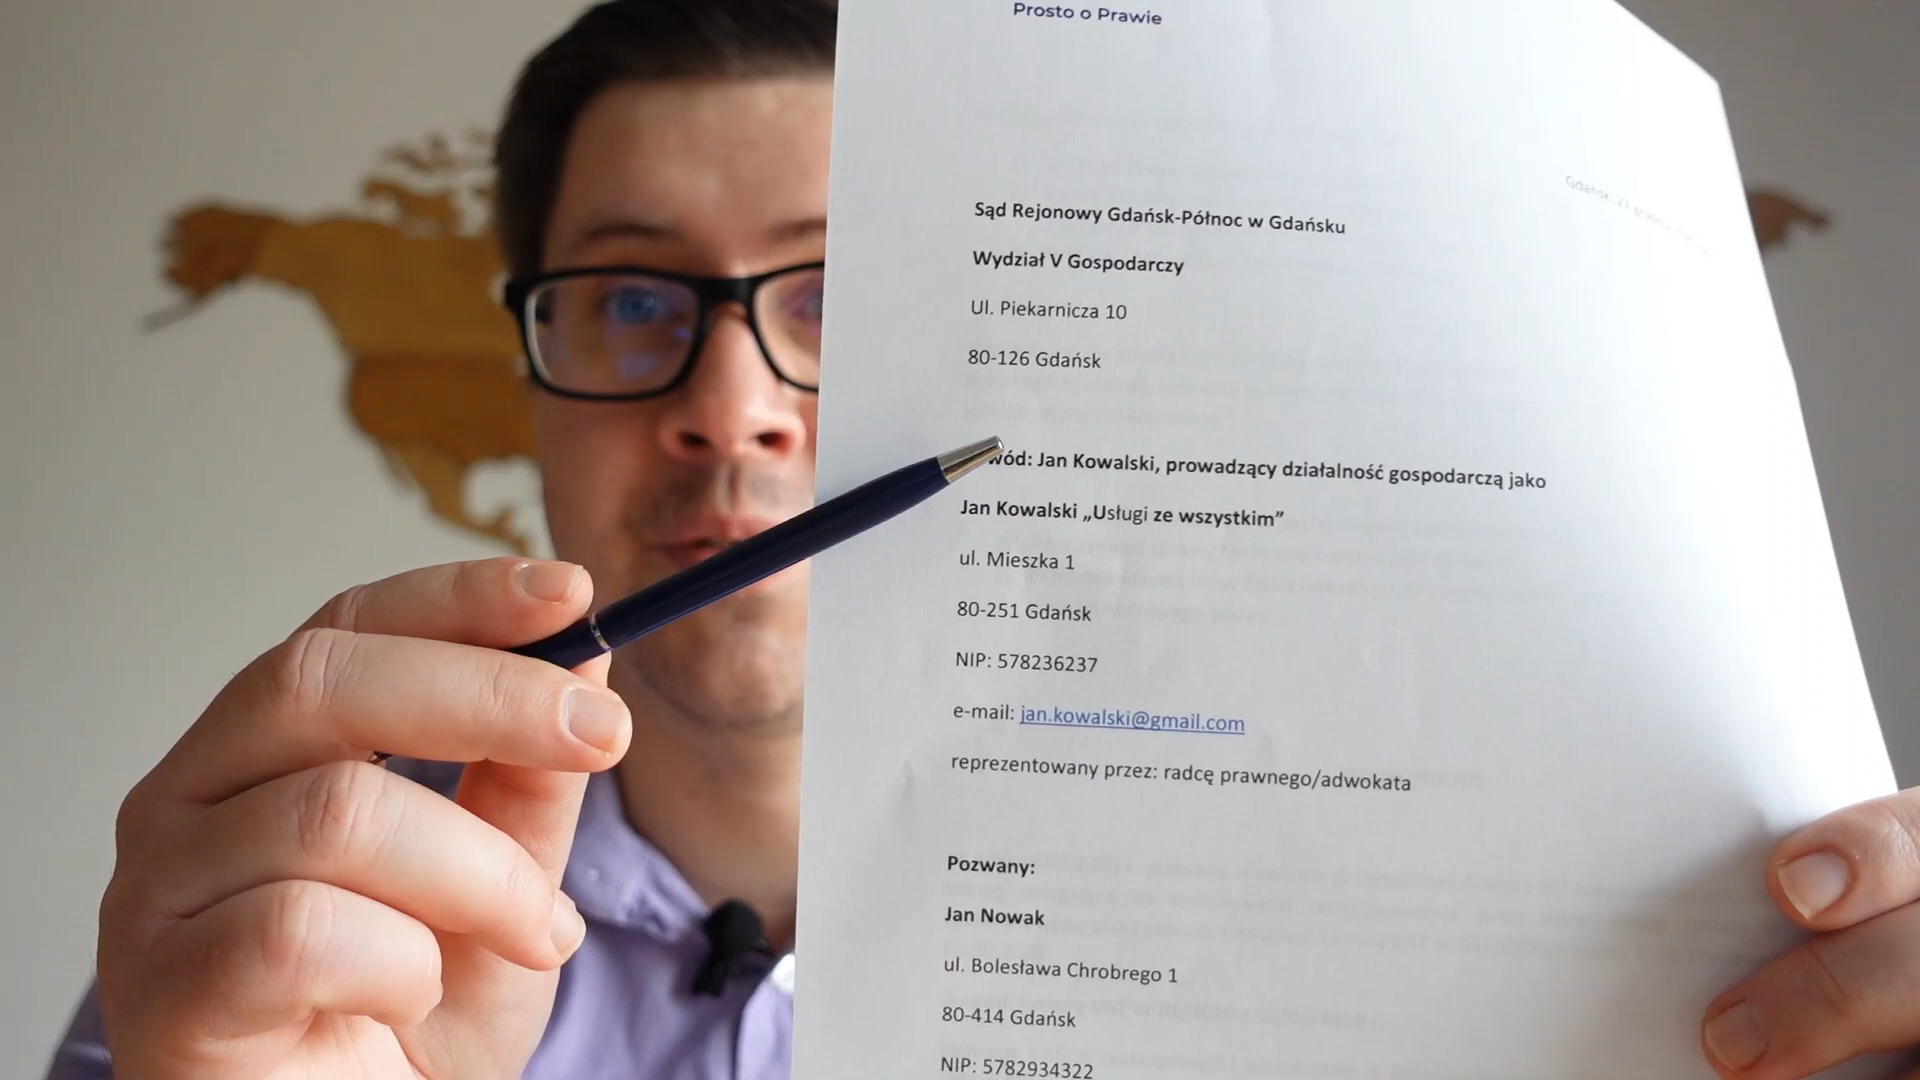 Prosto o Prawie
Gdańsk,
Sąd Rejonowy Gdańsk-Północ w Gdańsku
Wydział V Gospodarczy
Ul. Piekarnicza 10
80-126 Gdańsk
wód: Jan Kowalski, prowadzący działalność gospodarczą jako
Jan Kowalski „Usługi ze wszystkim”
ul. Mieszka 1
80-251 Gdańsk
NIP: 578236237
e-mail: jan.kowalski@gmail.com
reprezentowany przez: radcę prawnego/adwokata
Pozwany:
Jan Nowak
ul. Bolesława Chrobrego 1
80-414 Gdańsk
NIP: 5782934322